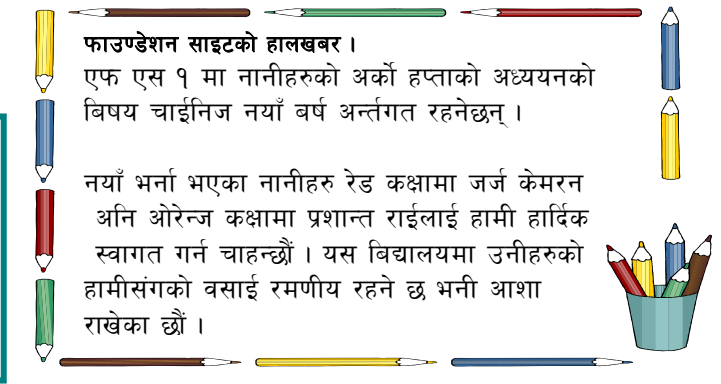 फाउण्डेशन साइटको हालखबर ।
एफ एस १ मा नानीहरुको अर्को हप्ताको अध्ययनको
बिषय चाईनिज नयाँ बर्ष अर्न्तगत रहनेछन् ।
नयाँ भर्ना भएका नानीहरु रेड कक्षामा जर्ज केमरन
अनि ओरेन्ज कक्षामा प्रशान्त राईलाई हामी हार्दिक
स्वागत गर्न चाहन्छौं । यस बिद्यालयमा उनीहरुको
हामीसंगको वसाई रमणीय रहने छ भनी आशा
राखेका छौं ।